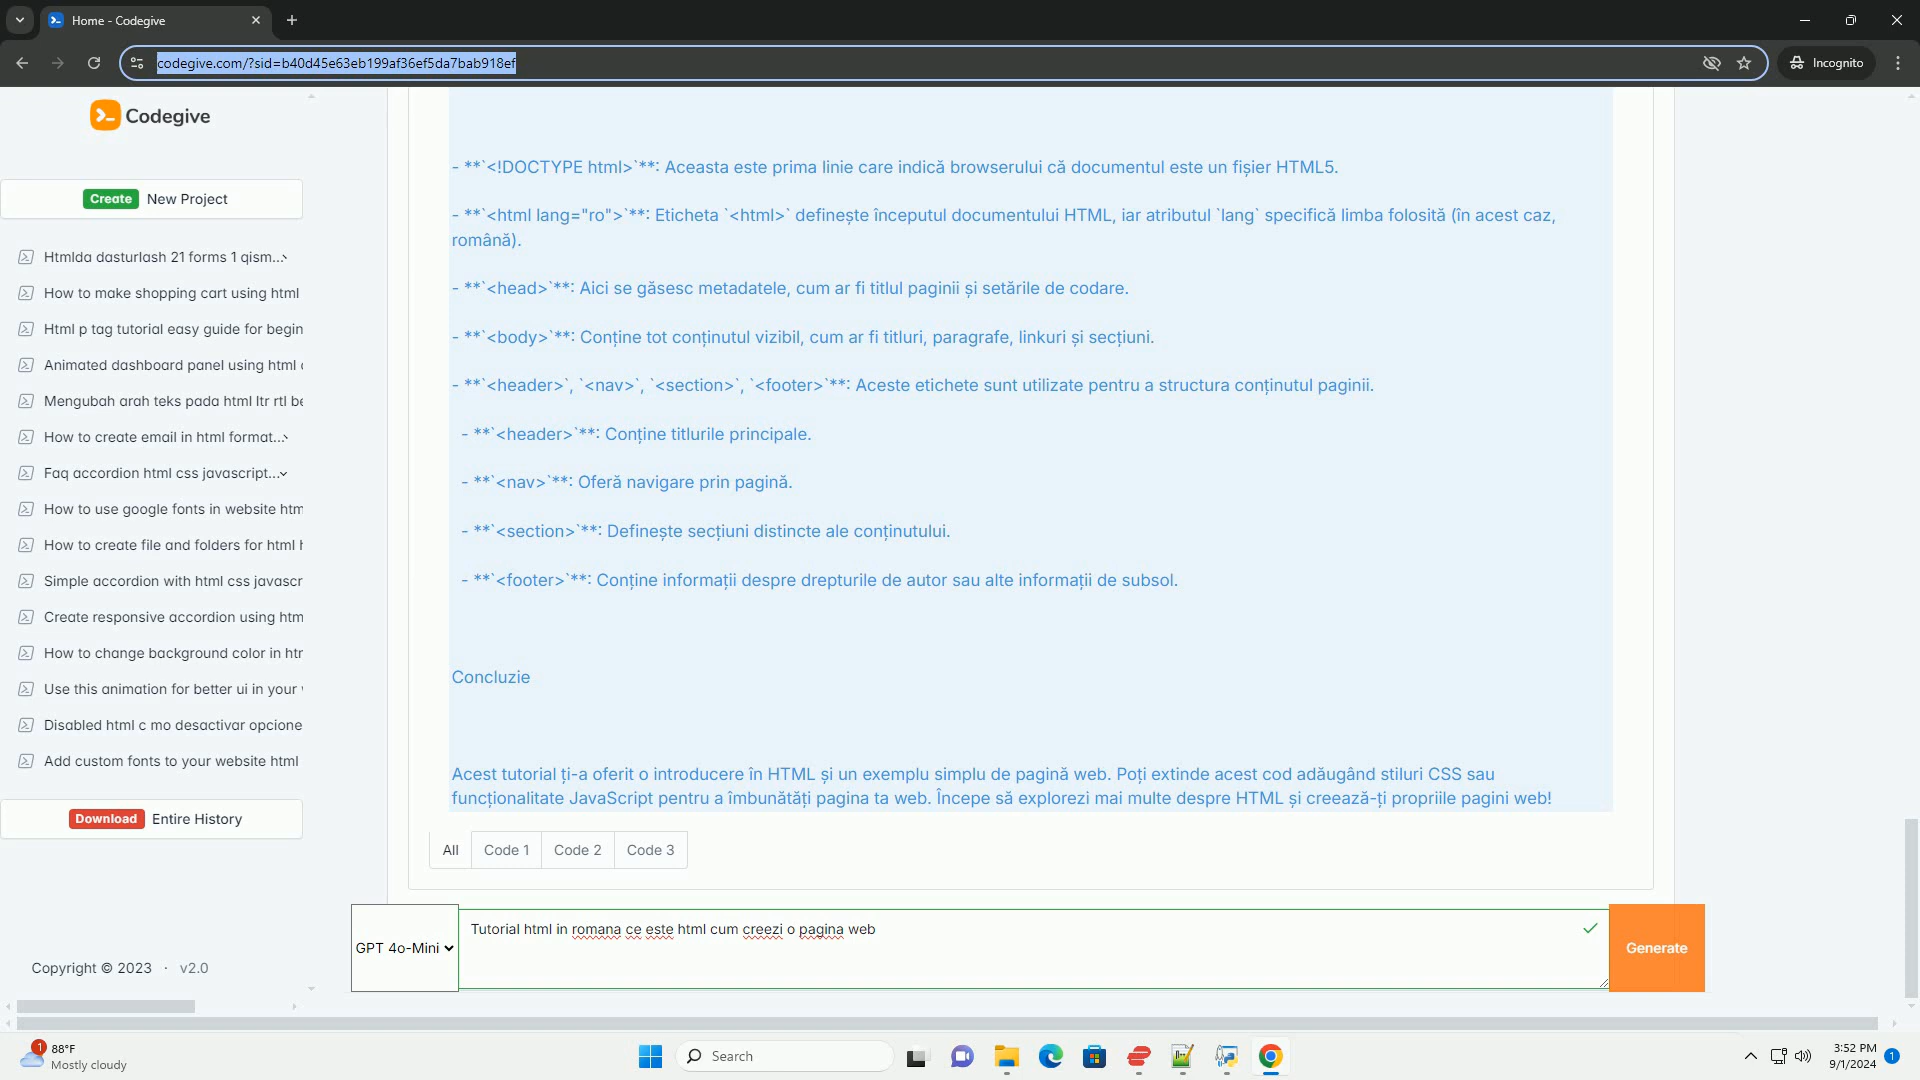 Home - Codegive
codegive.com/?sid=b40d45e63eb199af36ef5da7bab918ef
Incognito
Codegive
Create New Project
Htmlda dasturlash 21 forms 1 qism...
How to make shopping cart using html
Html p tag tutorial easy guide for begin
Animated dashboard panel using html
Mengubah arah teks pada html ltr rtl be
How to create email in html format...
Faq accordion html css javascript...
How to use google fonts in website htm
How to create file and folders for html
Simple accordion with html css javascr
Create responsive accordion using htm
How to change background color in htm
Use this animation for better ui in your
Disabled html c mo desactivar opcione
Add custom fonts to your website html
Download Entire History
Copyright © 2023 · v2.0
- **`<!DOCTYPE html>`**: Aceasta este prima linie care indică browserului că documentul este un fișier HTML5.
- **`<html lang="ro">`**: Eticheta `<html>` definește începutul documentului HTML, iar atributul `lang` specifică limba folosită (în acest caz,
română).
- **`<head>`**: Aici se găsesc metadatele, cum ar fi titlul paginii și setările de codare.
- **`<body>`**: Conține tot conținutul vizibil, cum ar fi titluri, paragrafe, linkuri și secțiuni.
- **`<header>`, `<nav>`, `<section>`, `<footer>`**: Aceste etichete sunt utilizate pentru a structura conținutul paginii.
- **`<header>`**: Conține titlurile principale.
- **`<nav>`**: Oferă navigare prin pagină.
- **`<section>`**: Definește secțiuni distincte ale conținutului.
- **`<footer>`**: Conține informații despre drepturile de autor sau alte informații de subsol.
Concluzie
Acest tutorial ți-a oferit o introducere în HTML și un exemplu simplu de pagină web. Poți extinde acest cod adăugând stiluri CSS sau
funcționalitate JavaScript pentru a îmbunătăți pagina ta web. Începe să explorezi mai multe despre HTML și creează-ți propriile pagini web!
All Code 1 Code 2 Code 3
GPT 4o-Mini
Tutorial html in romana ce este html cum creezi o pagina web
Generate
1
88°F
Mostly cloudy
Search
3:52 PM
9/1/2024
1